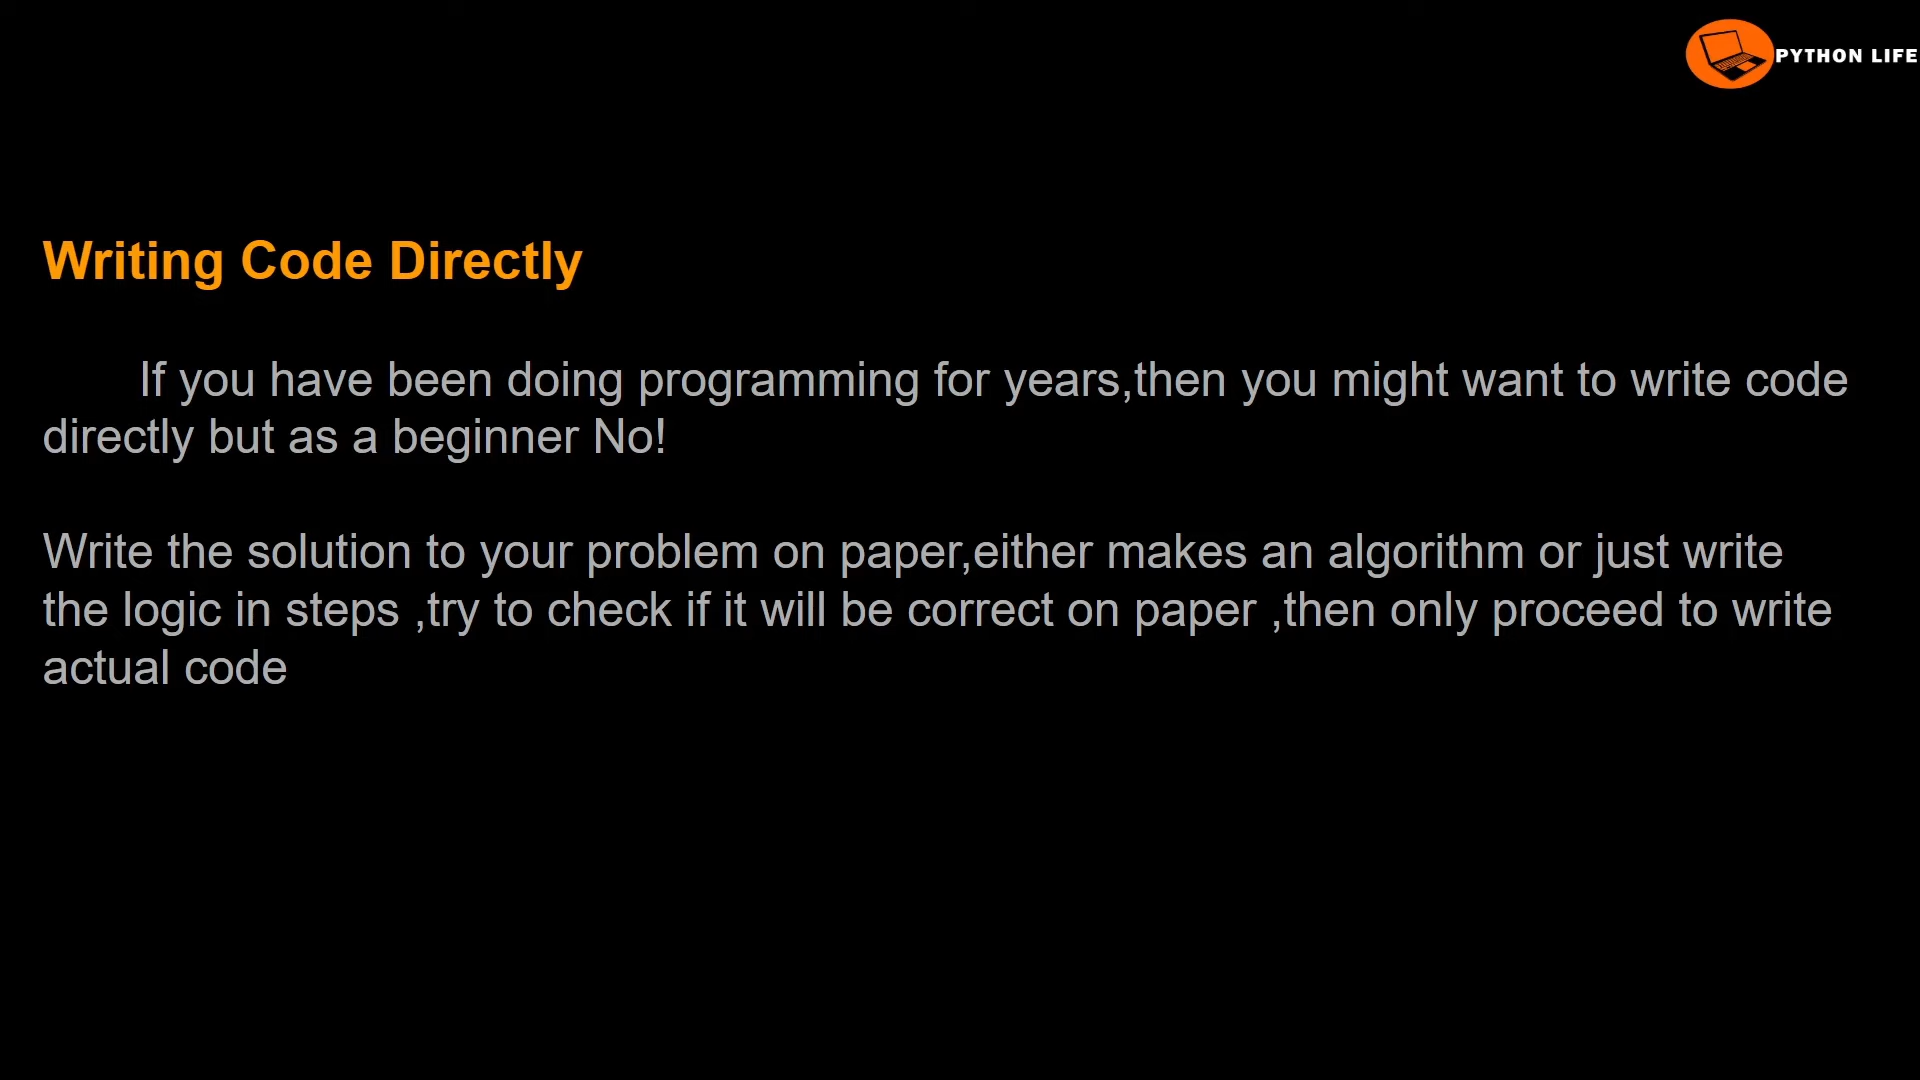 PYTHON LIFE
Writing Code Directly
If you have been doing programming for years,then you might want to write code
directly but as a beginner No!
Write the solution to your problem on paper,either makes an algorithm or just write
the logic in steps ,try to check if it will be correct on paper ,then only proceed to write
actual code